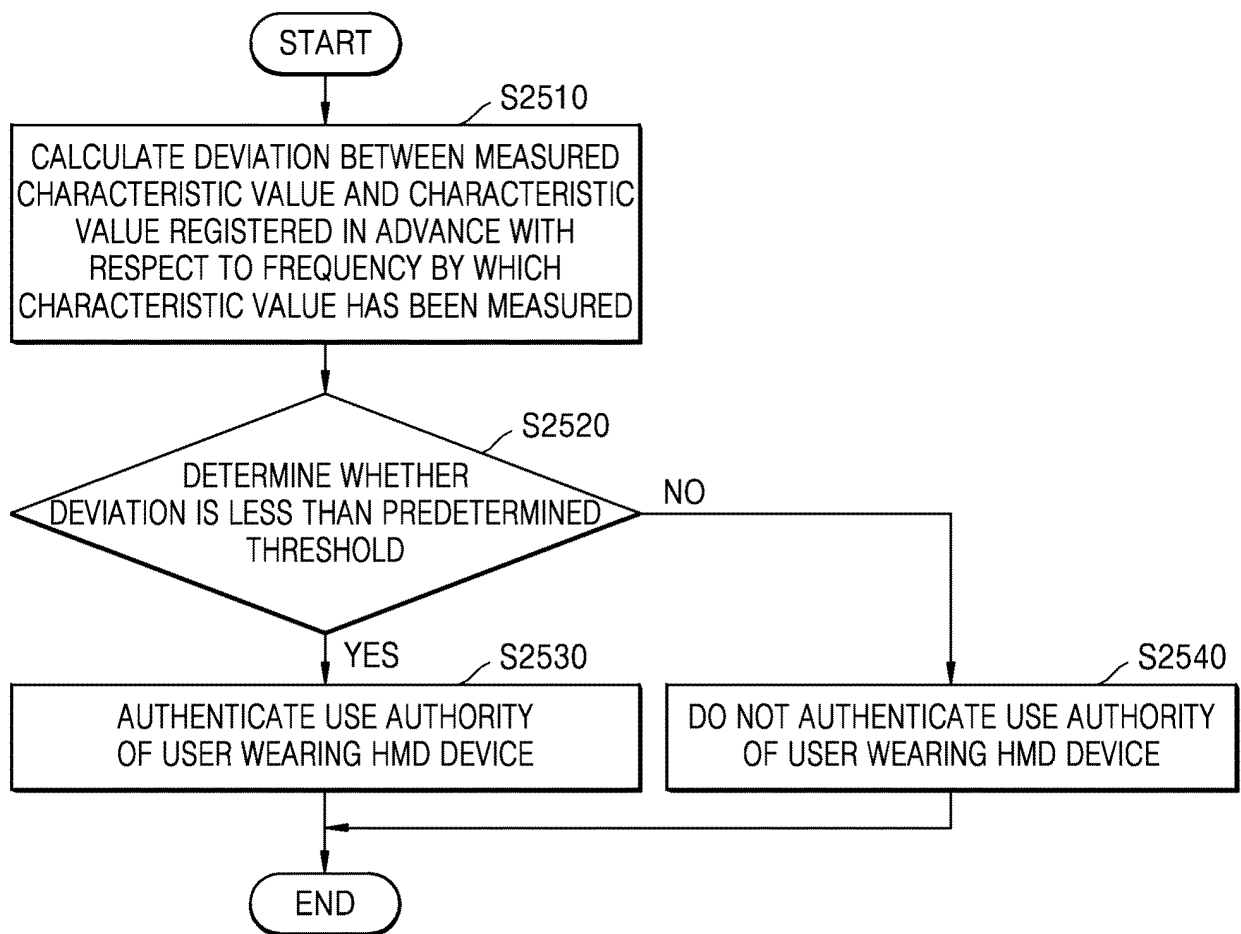 START
S2510
CALCULATE DEVIATION BETWEEN MEASURED
CHARACTERISTIC VALUE AND CHARACTERISTIC
VALUE REGISTERED IN ADVANCE WITH
RESPECT TO FREQUENCY BY WHICH
CHARACTERISTIC VALUE HAS BEEN MEASURED
S2520
DETERMINE WHETHER
DEVIATION IS LESS THAN PREDETERMINED
THRESHOLD
NO
YES
S2530
AUTHENTICATE USE AUTHORITY
OF USER WEARING HMD DEVICE
S2540
DO NOT AUTHENTICATE USE AUTHORITY
OF USER WEARING HMD DEVICE
END